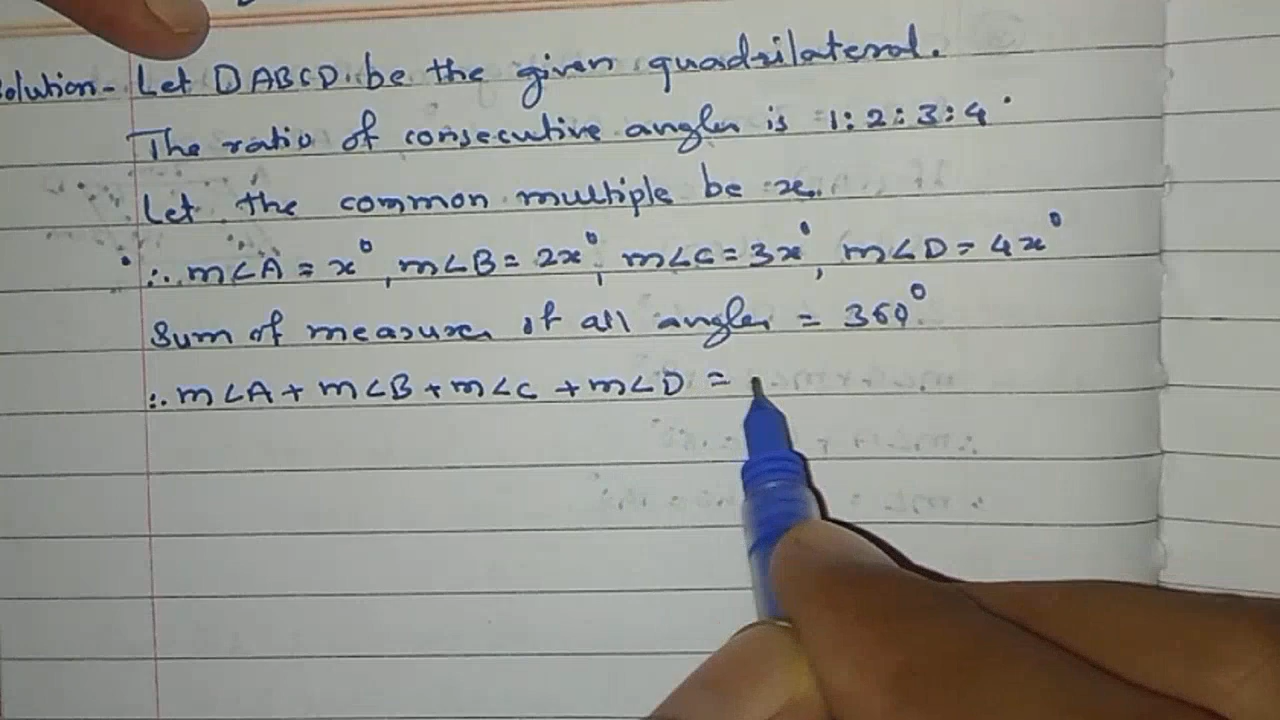 olution - Let □ABCD be the given quadrilateral.
The ratio of consecutive angles is 1:2:3:4.
Let the common multiple be x.
∴ m∠A = x°, m∠B = 2x°, m∠C = 3x°, m∠D = 4x°
Sum of measures of all angles = 360°
∴ m∠A + m∠B + m∠C + m∠D =